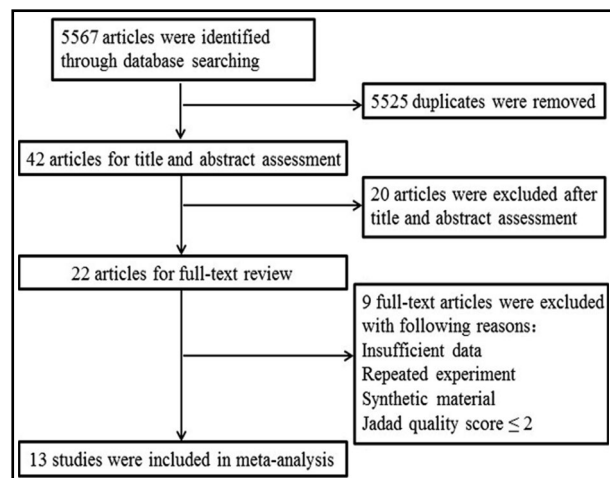 5567 articles were identified
through database searching
5525 duplicates were removed
42 articles for title and abstract assessment
20 articles were excluded after
title and abstract assessment
22 articles for full-text review
9 full-text articles were excluded
with following reasons:
Insufficient data
Repeated experiment
Synthetic material
Jadad quality score ≤ 2
13 studies were included in meta-analysis